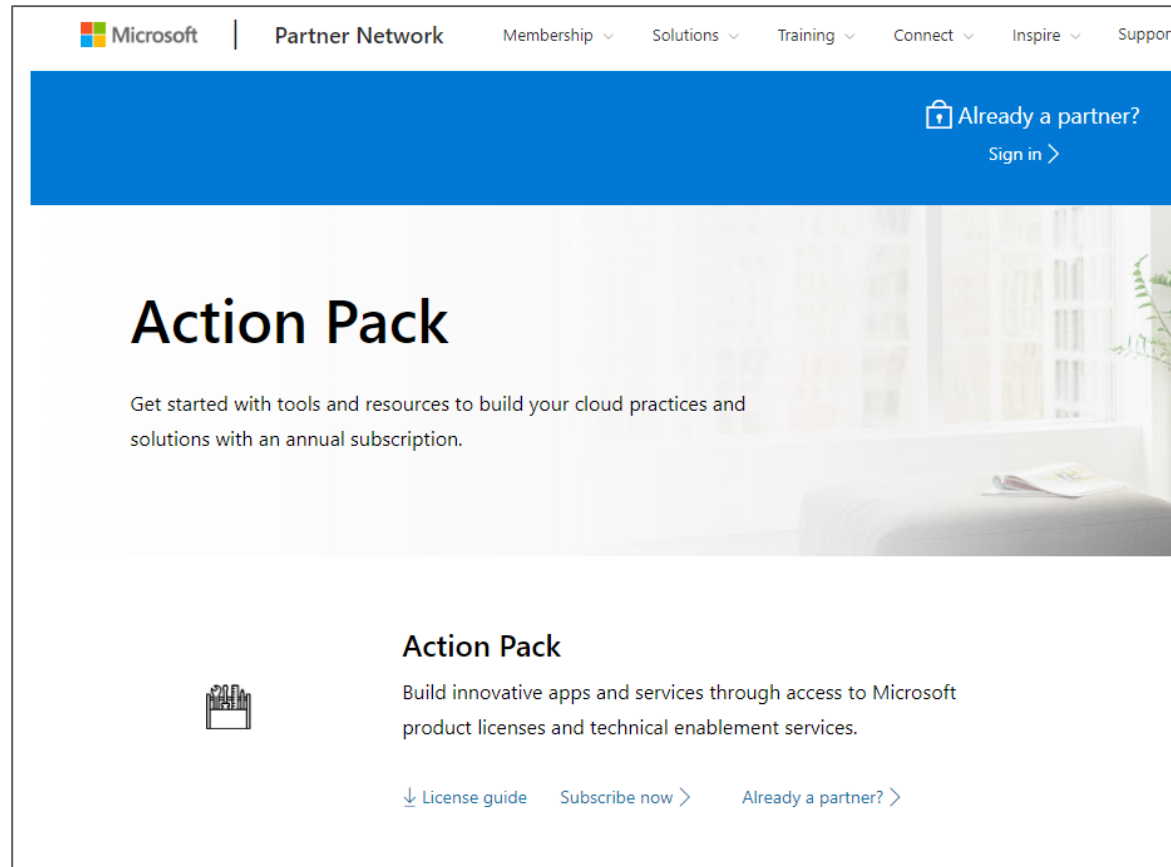 Microsoft | Partner Network Membership Solutions Training Connect Inspire Suppor
Already a partner?
Sign in
Action Pack
Get started with tools and resources to build your cloud practices and
solutions with an annual subscription.
Action Pack
Build innovative apps and services through access to Microsoft
product licenses and technical enablement services.
License guide Subscribe now Already a partner?